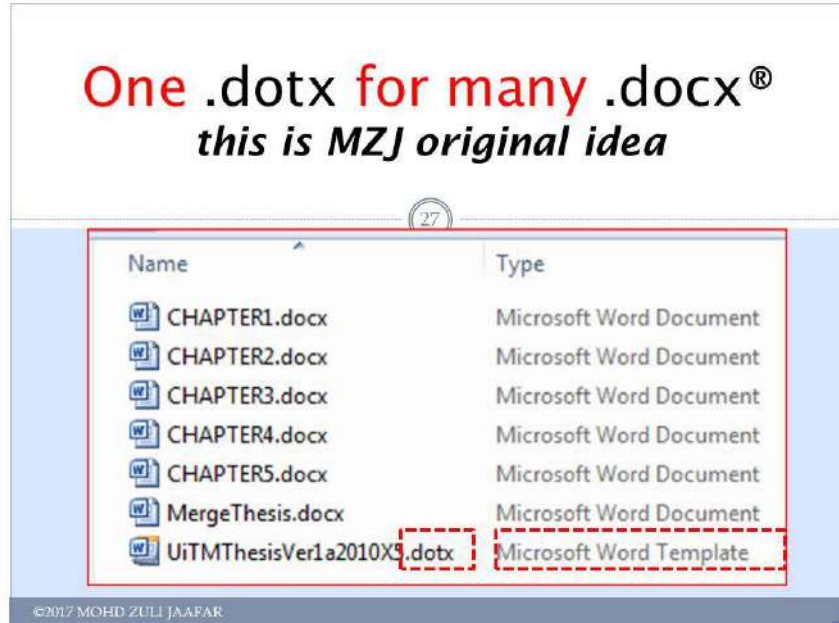 One .dotx for many .docx®
this is MZJ original idea
27
Name Type
CHAPTER1.docx Microsoft Word Document
CHAPTER2.docx Microsoft Word Document
CHAPTER3.docx Microsoft Word Document
CHAPTER4.docx Microsoft Word Document
CHAPTER5.docx Microsoft Word Document
MergeThesis.docx Microsoft Word Document
UiTMThesisVer1a2010X5.dotx Microsoft Word Template
©2017 MOHD ZULI JAAFAR